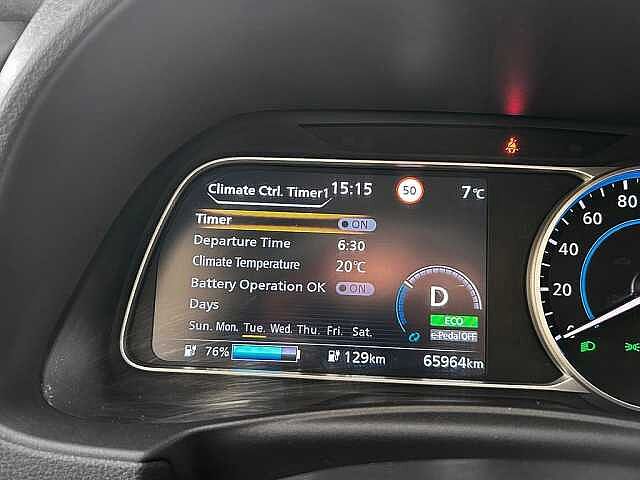 Climate Ctrl. Timer1 15:15 50 7℃
Timer ON
Departure Time 6:30
Climate Temperature 20℃
Battery Operation OK ON
Days
Sun. Mon. Tue. Wed. Thu. Fri. Sat.
D
ECO
e-Pedal OFF
76% 129km 65964km
0 20 40 60 80